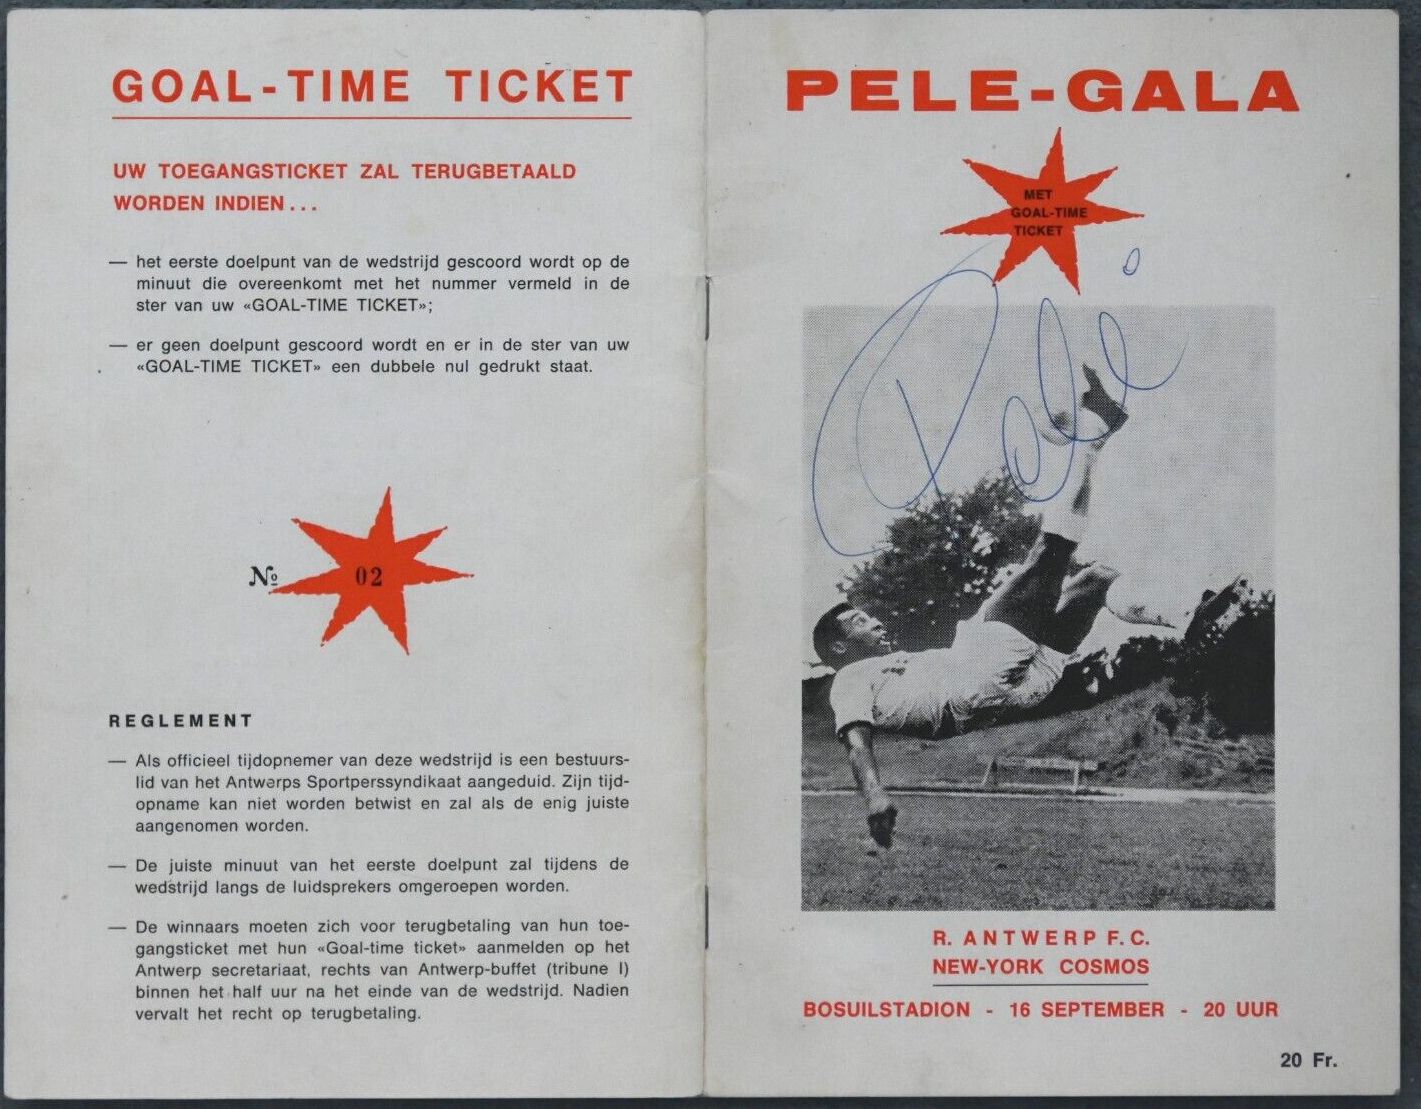 GOAL-TIME TICKET
UW TOEGANGSTICKET ZAL TERUGBETAALD
WORDEN INDIEN...
— het eerste doelpunt van de wedstrijd gescoord wordt op de
minuut die overeenkomt met het nummer vermeld in de
ster van uw «GOAL-TIME TICKET»;
— er geen doelpunt gescoord wordt en er in de ster van uw
«GOAL-TIME TICKET» een dubbele nul gedrukt staat.
№ 02
REGLEMENT
— Als officieel tijdopnemer van deze wedstrijd is een bestuurs-
lid van het Antwerps Sportperssyndikaat aangeduid. Zijn tijd-
opname kan niet worden betwist en zal als de enig juiste
aangenomen worden.
— De juiste minuut van het eerste doelpunt zal tijdens de
wedstrijd langs de luidsprekers omgeroepen worden.
— De winnaars moeten zich voor terugbetaling van hun toe-
gangsticket met hun «Goal-time ticket» aanmelden op het
Antwerp secretariaat, rechts van Antwerp-buffet (tribune I)
binnen het half uur na het einde van de wedstrijd. Nadien
vervalt het recht op terugbetaling.
PELE-GALA
MET
GOAL-TIME
TICKET
Pelé
R. ANTWERP F.C.
NEW-YORK COSMOS
BOSUILSTADION - 16 SEPTEMBER - 20 UUR
20 Fr.